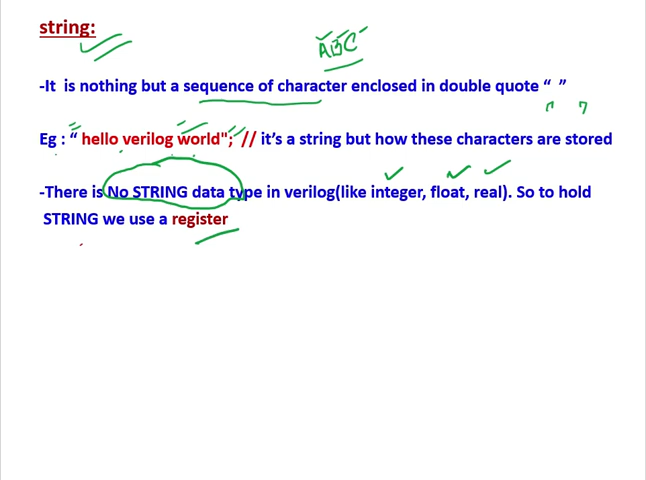 string:
ABC
-It is nothing but a sequence of character enclosed in double quote “ ”
Eg : “ hello verilog world"; // it’s a string but how these characters are stored
-There is No STRING data type in verilog(like integer, float, real). So to hold
STRING we use a register